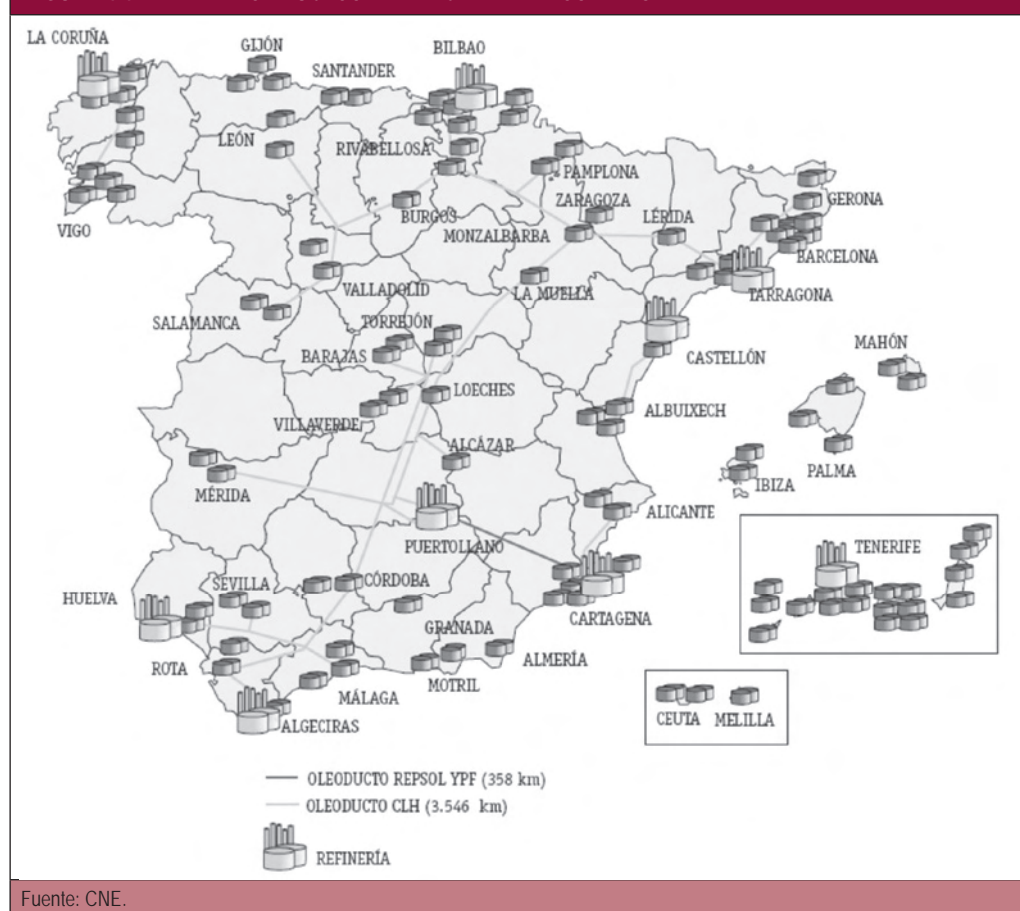 LA CORUÑA
GIJÓN
BILBAO
SANTANDER
LEÓN
RIVABELLOSA
PAMPLONA
ZARAGOZA
GERONA
BURGOS
LÉRIDA
VIGO
MONZALBARBA
BARCELONA
VALLADOLID
LA MUELLA
TARRAGONA
SALAMANCA
TORREJÓN
MAHÓN
BARAJAS
CASTELLÓN
LOECHES
ALBUIXECH
VILLAVERDE
ALCÁZAR
PALMA
MÉRIDA
IBIZA
ALICANTE
PUERTOLLANO
TENERIFE
SEVILLA
CÓRDOBA
HUELVA
CARTAGENA
GRANADA
ROTA
ALMERÍA
MOTRIL
MÁLAGA
CEUTA MELILLA
ALGECIRAS
OLEODUCTO REPSOL YPF (358 km)
OLEODUCTO CLH (3.546 km)
REFINERÍA
Fuente: CNE.